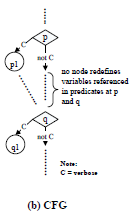 p
C
p1
not C
no node redefines
variables referenced
in predicates at p
and q
q
C
q1
not C
Note:
C = verbose
(b) CFG